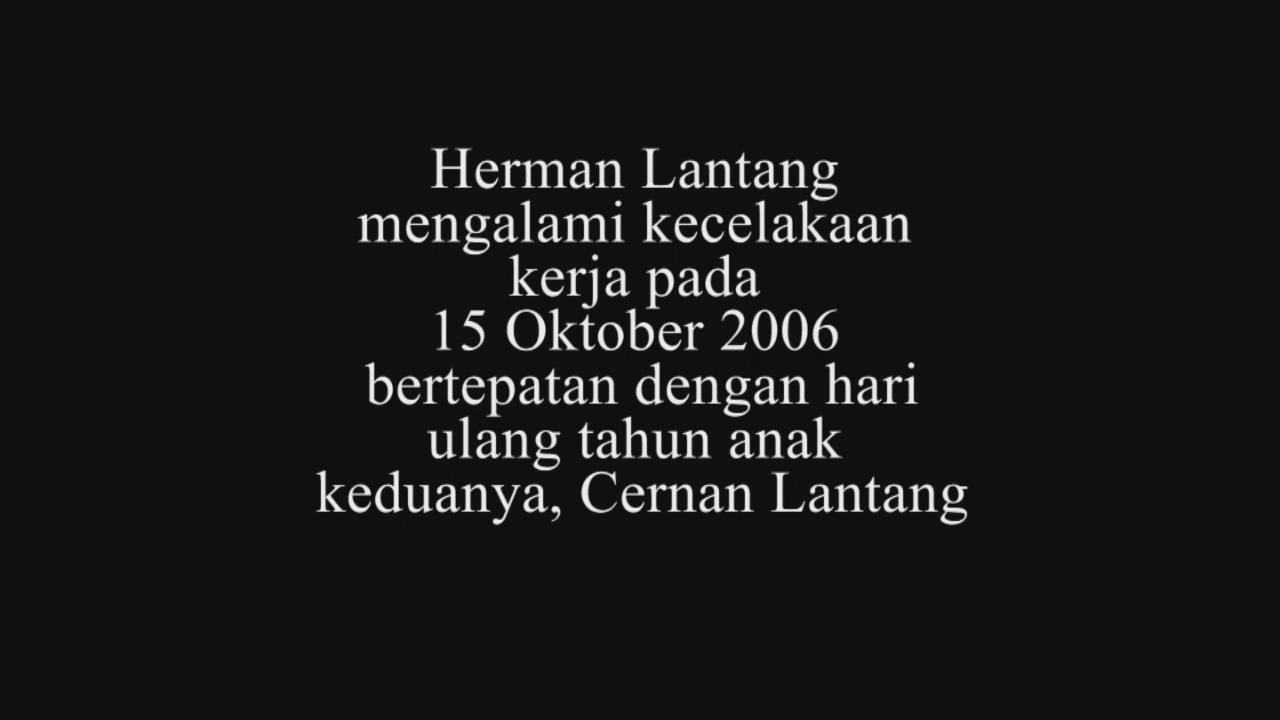 Herman Lantang
mengalami kecelakaan
kerja pada
15 Oktober 2006
bertepatan dengan hari
ulang tahun anak
keduanya, Cernan Lantang